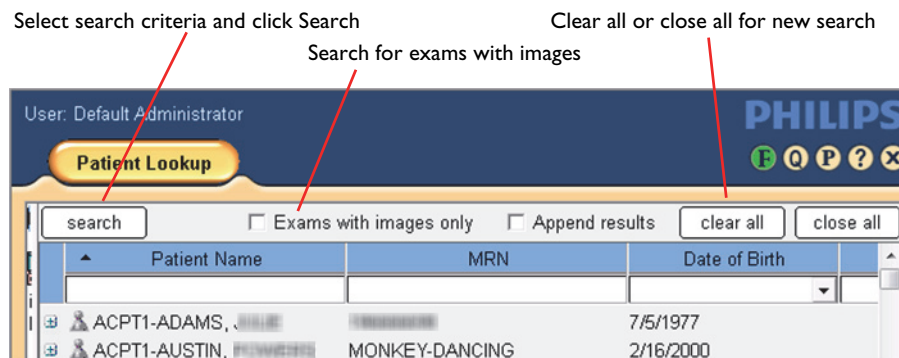 Select search criteria and click Search
Clear all or close all for new search
Search for exams with images
User: Default Administrator
PHILIPS
Patient Lookup
F Q P ? X
search
Exams with images only
Append results
clear all
close all
Patient Name
MRN
Date of Birth
ACPT1-ADAMS,
7/5/1977
ACPT1-AUSTIN,
MONKEY-DANCING
2/16/2000